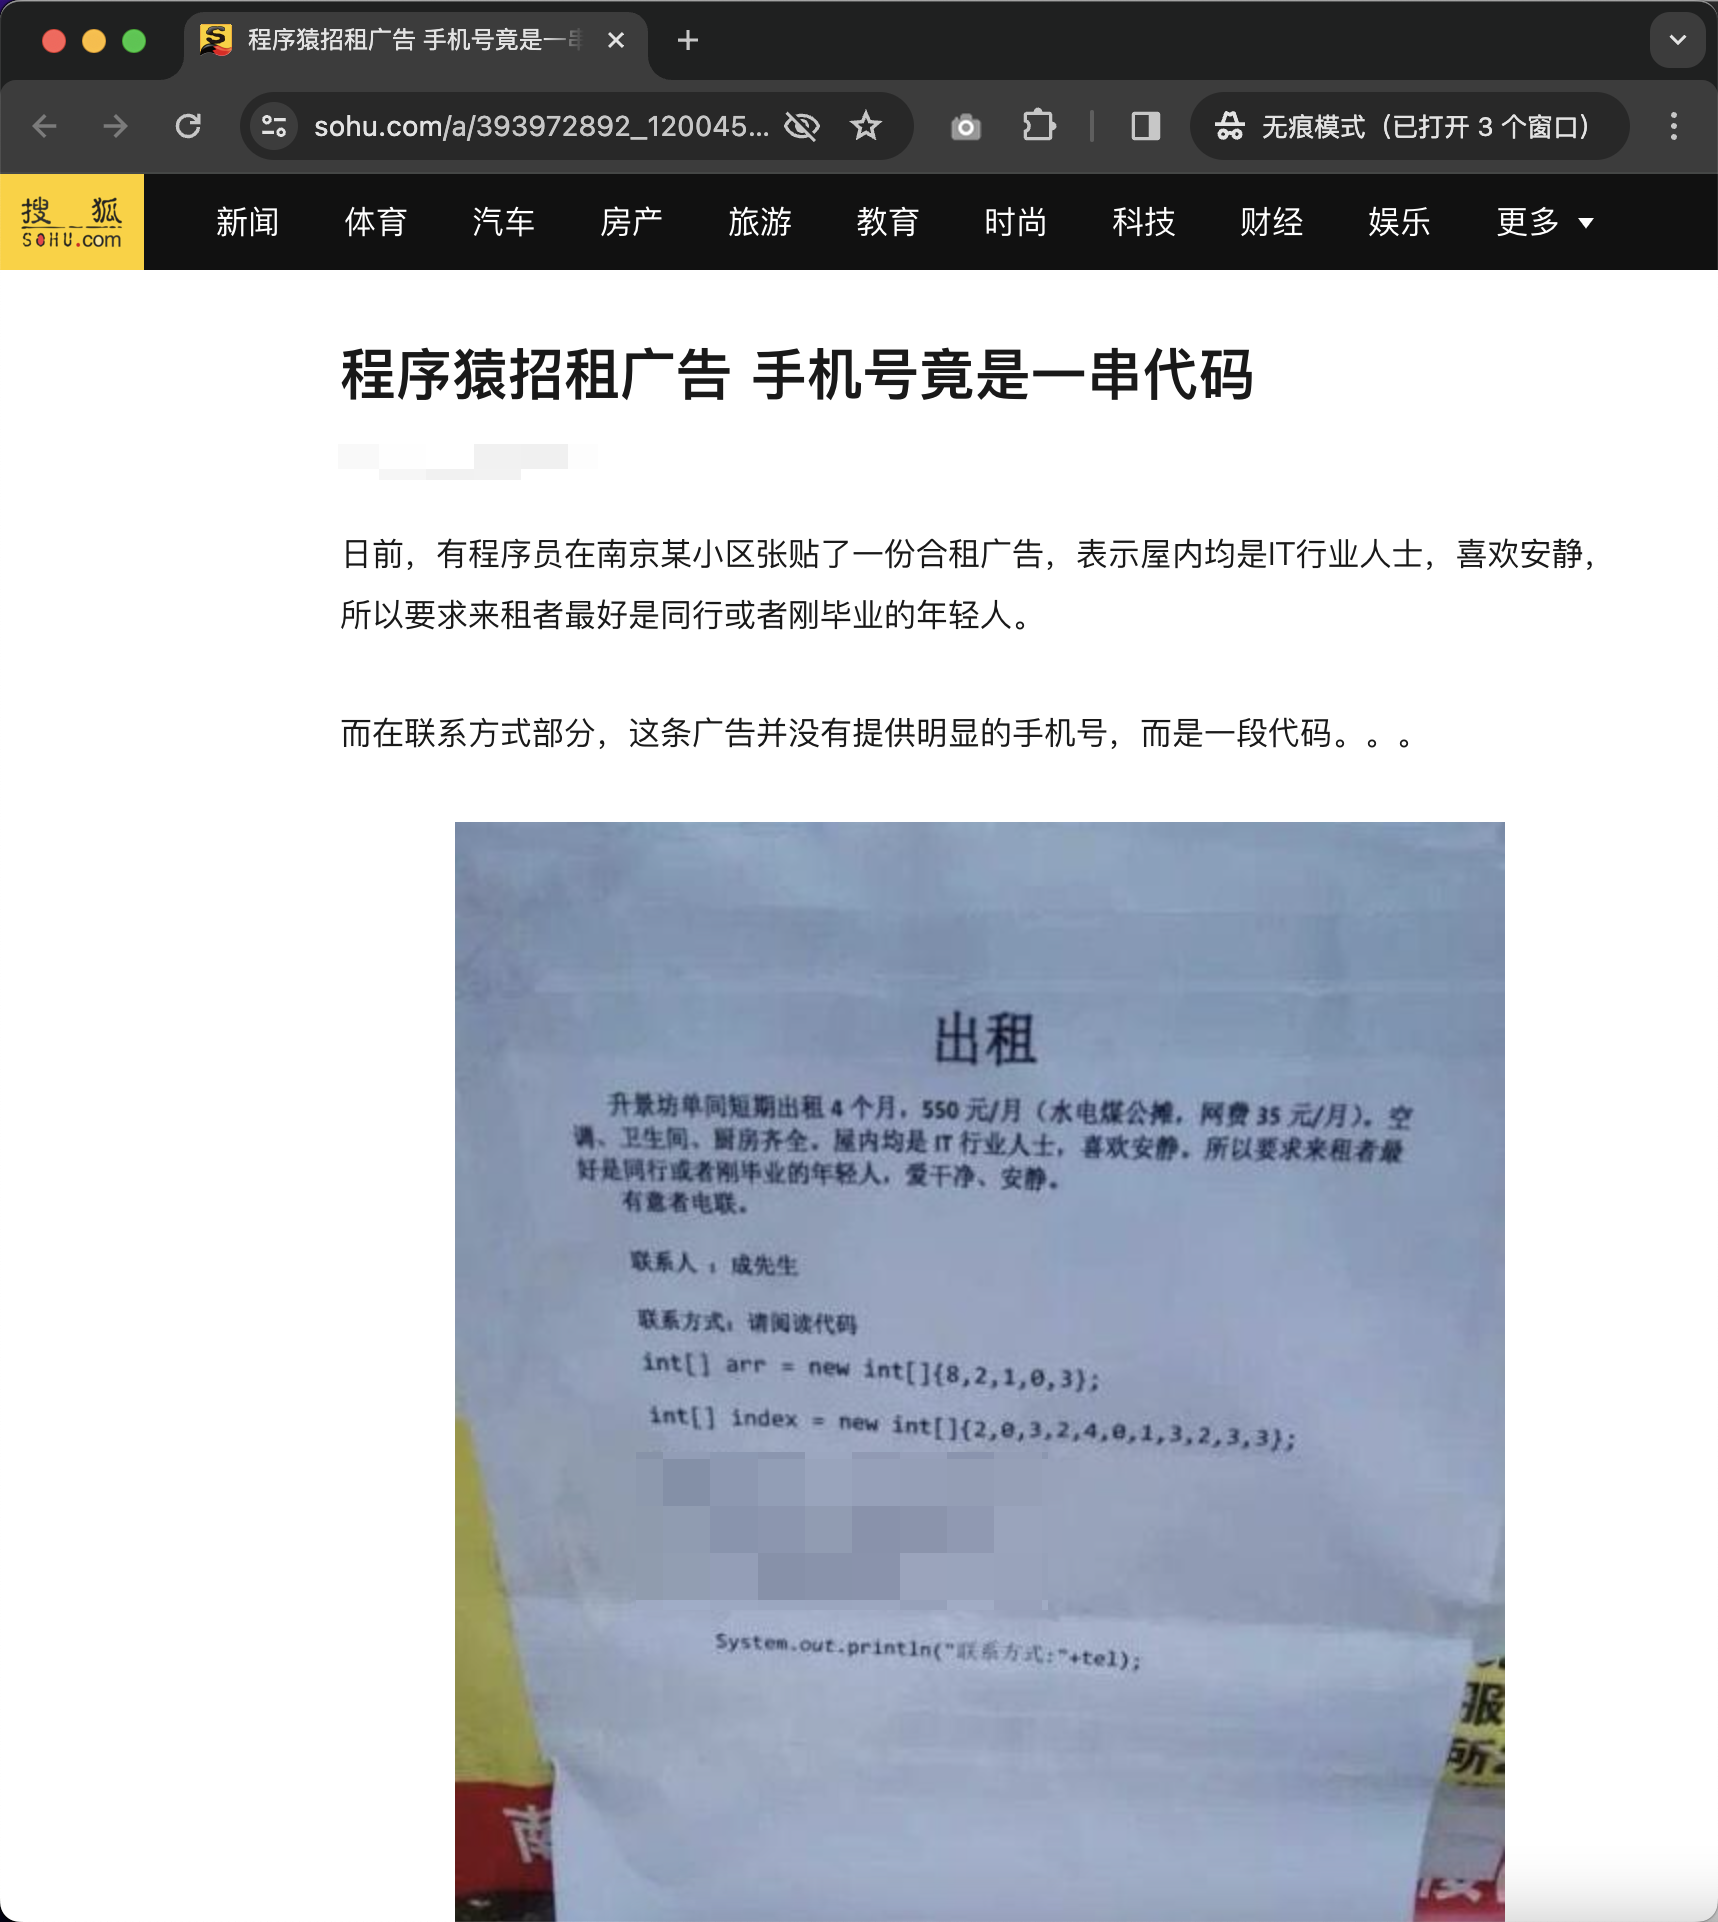 程序猿招租广告 手机号竟是一串
sohu.com/a/393972892_120045...
无痕模式（已打开 3 个窗口）
搜狐
SOHU.com
新闻 体育 汽车 房产 旅游 教育 时尚 科技 财经 娱乐 更多
程序猿招租广告 手机号竟是一串代码
日前，有程序员在南京某小区张贴了一份合租广告，表示屋内均是IT行业人士，喜欢安静，
所以要求来租者最好是同行或者刚毕业的年轻人。
而在联系方式部分，这条广告并没有提供明显的手机号，而是一段代码。。。
出租
升景坊单间短期出租 4 个月，550 元/月（水电煤公摊，网费 35 元/月）。空
调、卫生间、厨房齐全。屋内均是 IT 行业人士，喜欢安静。所以要求来租者最
好是同行或者刚毕业的年轻人，爱干净、安静。
有意者电联。
联系人 ：成先生
联系方式：请阅读代码
int[] arr = new int[]{8,2,1,0,3};
int[] index = new int[]{2,0,3,2,4,0,1,3,2,3,3};
System.out.println("联系方式:"+tel);
服
所
南